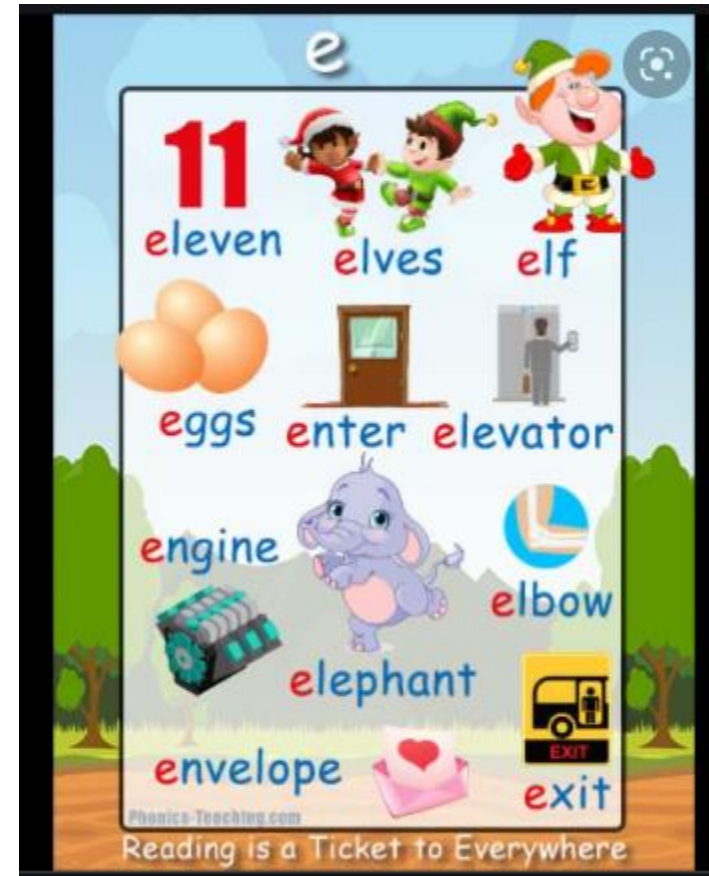 e
11
eleven
elves
elf
eggs
enter
elevator
engine
elbow
elephant
EXIT
envelope
exit
Phonics-Teaching.com
Reading is a Ticket to Everywhere